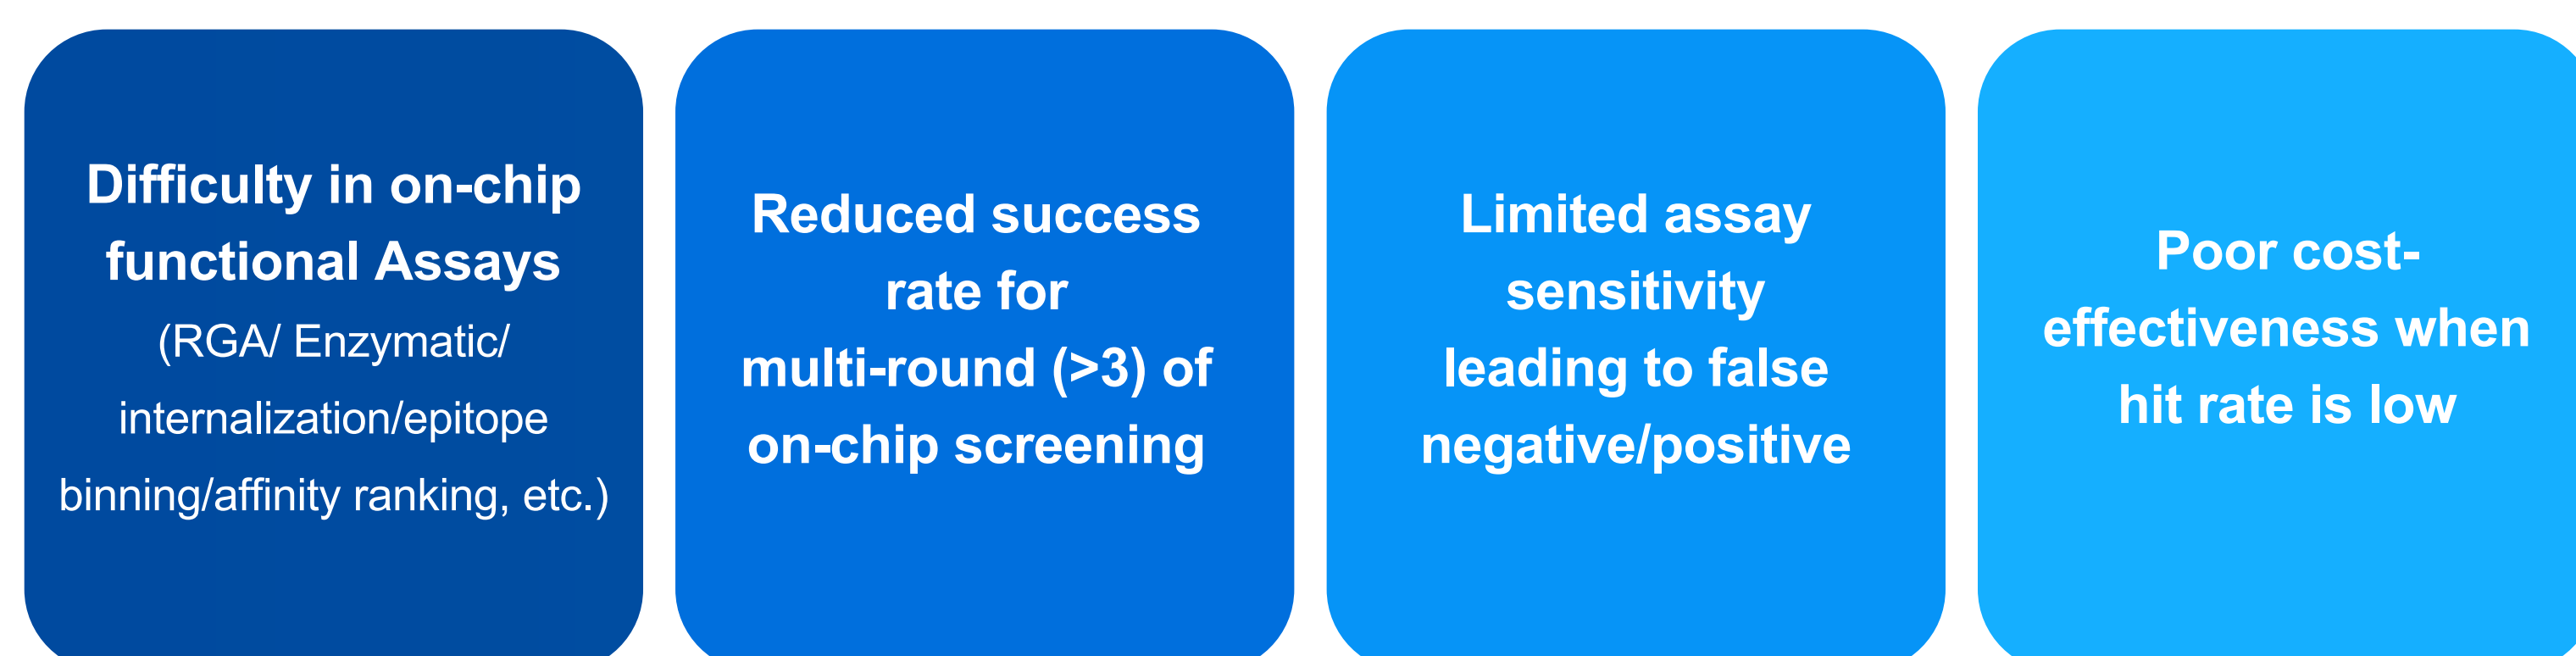 Difficulty in on-chip
functional Assays
(RGA/ Enzymatic/
internalization/epitope
binning/affinity ranking, etc.)
Reduced success
rate for
multi-round (>3) of
on-chip screening
Limited assay
sensitivity
leading to false
negative/positive
Poor cost-
effectiveness when
hit rate is low